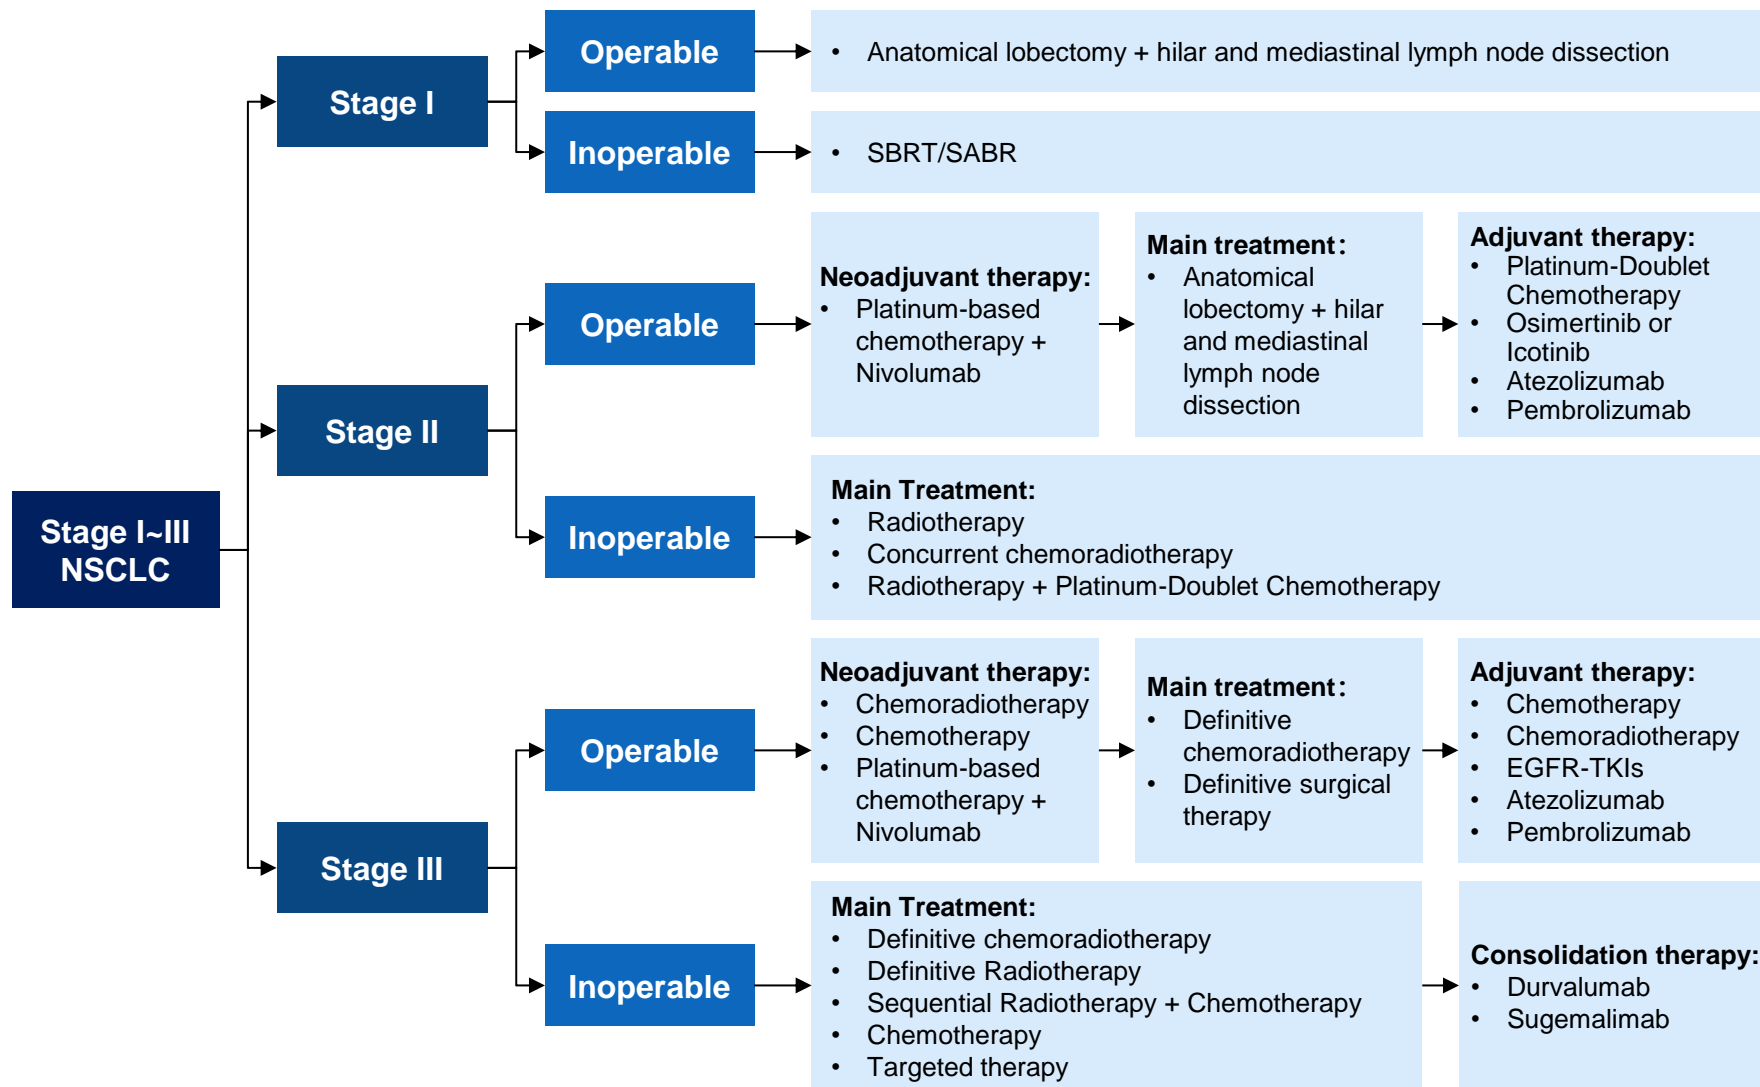 Stage I~III
NSCLC
Stage I
Operable
• Anatomical lobectomy + hilar and mediastinal lymph node dissection
Inoperable
• SBRT/SABR
Stage II
Operable
Neoadjuvant therapy:
• Platinum-based
chemotherapy +
Nivolumab
Main treatment：
• Anatomical
lobectomy + hilar
and mediastinal
lymph node
dissection
Adjuvant therapy:
• Platinum-Doublet
Chemotherapy
• Osimertinib or
Icotinib
• Atezolizumab
• Pembrolizumab
Inoperable
Main Treatment:
• Radiotherapy
• Concurrent chemoradiotherapy
• Radiotherapy + Platinum-Doublet Chemotherapy
Stage III
Operable
Neoadjuvant therapy:
• Chemoradiotherapy
• Chemotherapy
• Platinum-based
chemotherapy +
Nivolumab
Main treatment：
• Definitive
chemoradiotherapy
• Definitive surgical
therapy
Adjuvant therapy:
• Chemotherapy
• Chemoradiotherapy
• EGFR-TKIs
• Atezolizumab
• Pembrolizumab
Inoperable
Main Treatment:
• Definitive chemoradiotherapy
• Definitive Radiotherapy
• Sequential Radiotherapy + Chemotherapy
• Chemotherapy
• Targeted therapy
Consolidation therapy:
• Durvalumab
• Sugemalimab